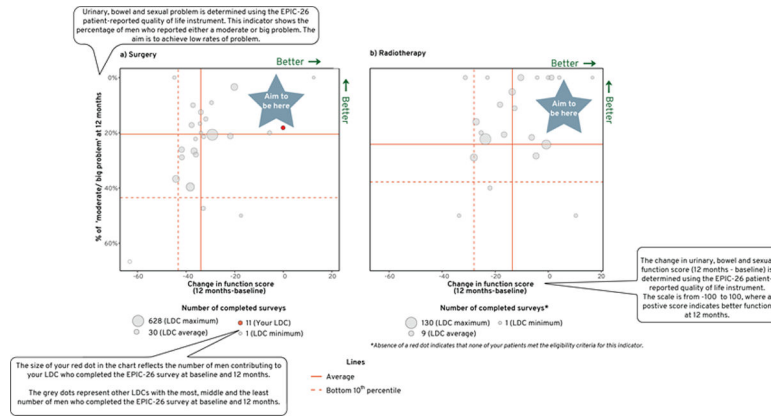 Urinary, bowel and sexual problem is determined using the EPIC-26
patient-reported quality of life instrument. This indicator shows the
percentage of men who reported either a moderate or big problem. The
aim is to achieve low rates of problem.
a) Surgery
Better
b) Radiotherapy
Better
% of 'moderate/ big problem' at 12 months
0%
20%
40%
60%
Aim to
be here
Better
Aim to
be here
Better
-60
-40
-20
0
20
-60
-40
-20
0
20
Change in function score
(12 months-baseline)
Change in function score
(12 months-baseline)
Number of completed surveys
628 (LDC maximum)
11 (Your LDC)
30 (LDC average)
1 (LDC minimum)
Number of completed surveys*
130 (LDC maximum)
1 (LDC minimum)
9 (LDC average)
*Absence of a red dot indicates that none of your patients met the eligibility criteria for this indicator.
The change in urinary, bowel and sexual
function score (12 months - baseline) is
determined using the EPIC-26 patient-
reported quality of life instrument.
The scale is from -100 to 100, where a
postive score indicates better function
at 12 months.
The size of your red dot in the chart reflects the number of men contributing to
your LDC who completed the EPIC-26 survey at baseline and 12 months.
The grey dots represent other LDCs with the most, middle and the least
number of men who completed the EPIC-26 survey at baseline and 12 months.
Lines
Average
Bottom 10th percentile